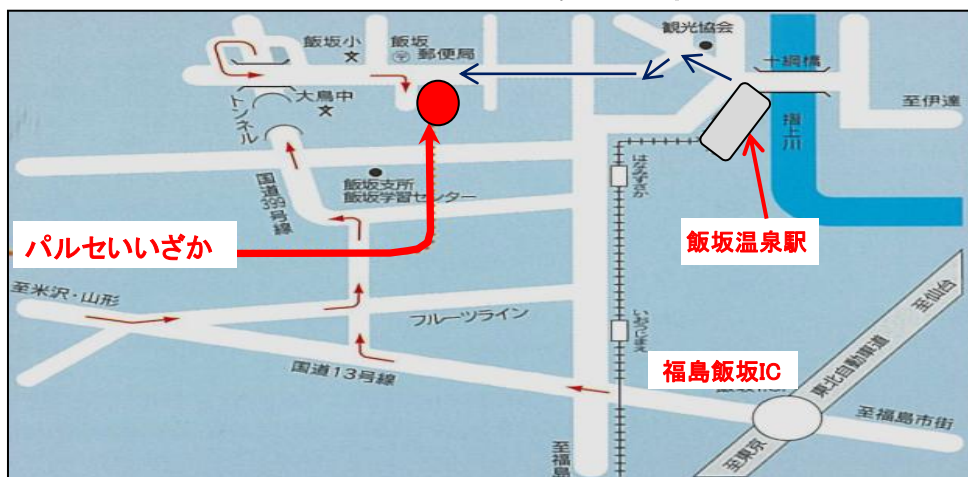 観光協会
飯坂小
飯坂
郵便局
十綱橋
大鳥中
トンネル
至伊達
摺上川
はなみずざか
飯坂支所
飯坂学習センター
国道399号線
パルセいいざか
飯坂温泉駅
至米沢・山形
至仙台
フルーツライン
いおうじまえ
東北自動車道
国道13号線
福島飯坂IC
至福島市街
至福島
至東京